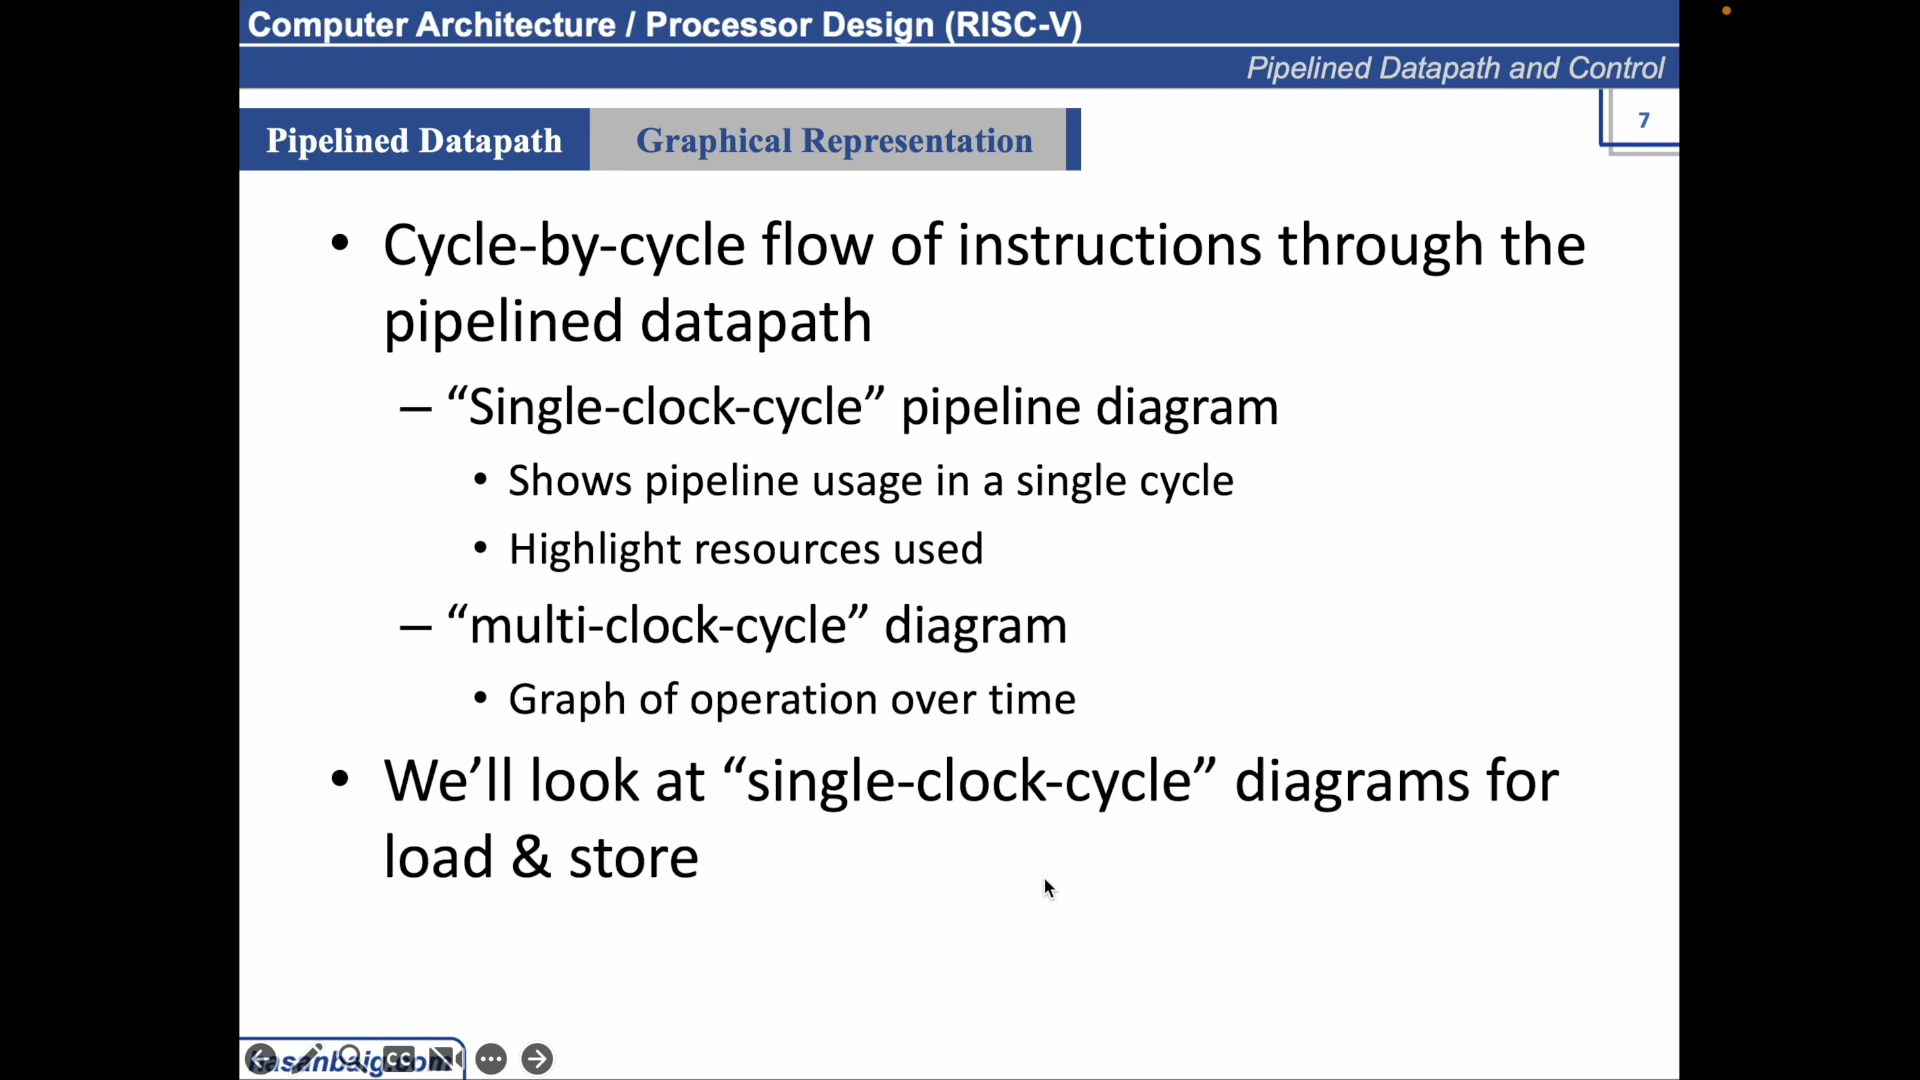 Computer Architecture / Processor Design (RISC-V)
Pipelined Datapath and Control
Pipelined Datapath Graphical Representation
7
• Cycle-by-cycle flow of instructions through the
pipelined datapath
– “Single-clock-cycle” pipeline diagram
• Shows pipeline usage in a single cycle
• Highlight resources used
– “multi-clock-cycle” diagram
• Graph of operation over time
• We’ll look at “single-clock-cycle” diagrams for
load & store
CC